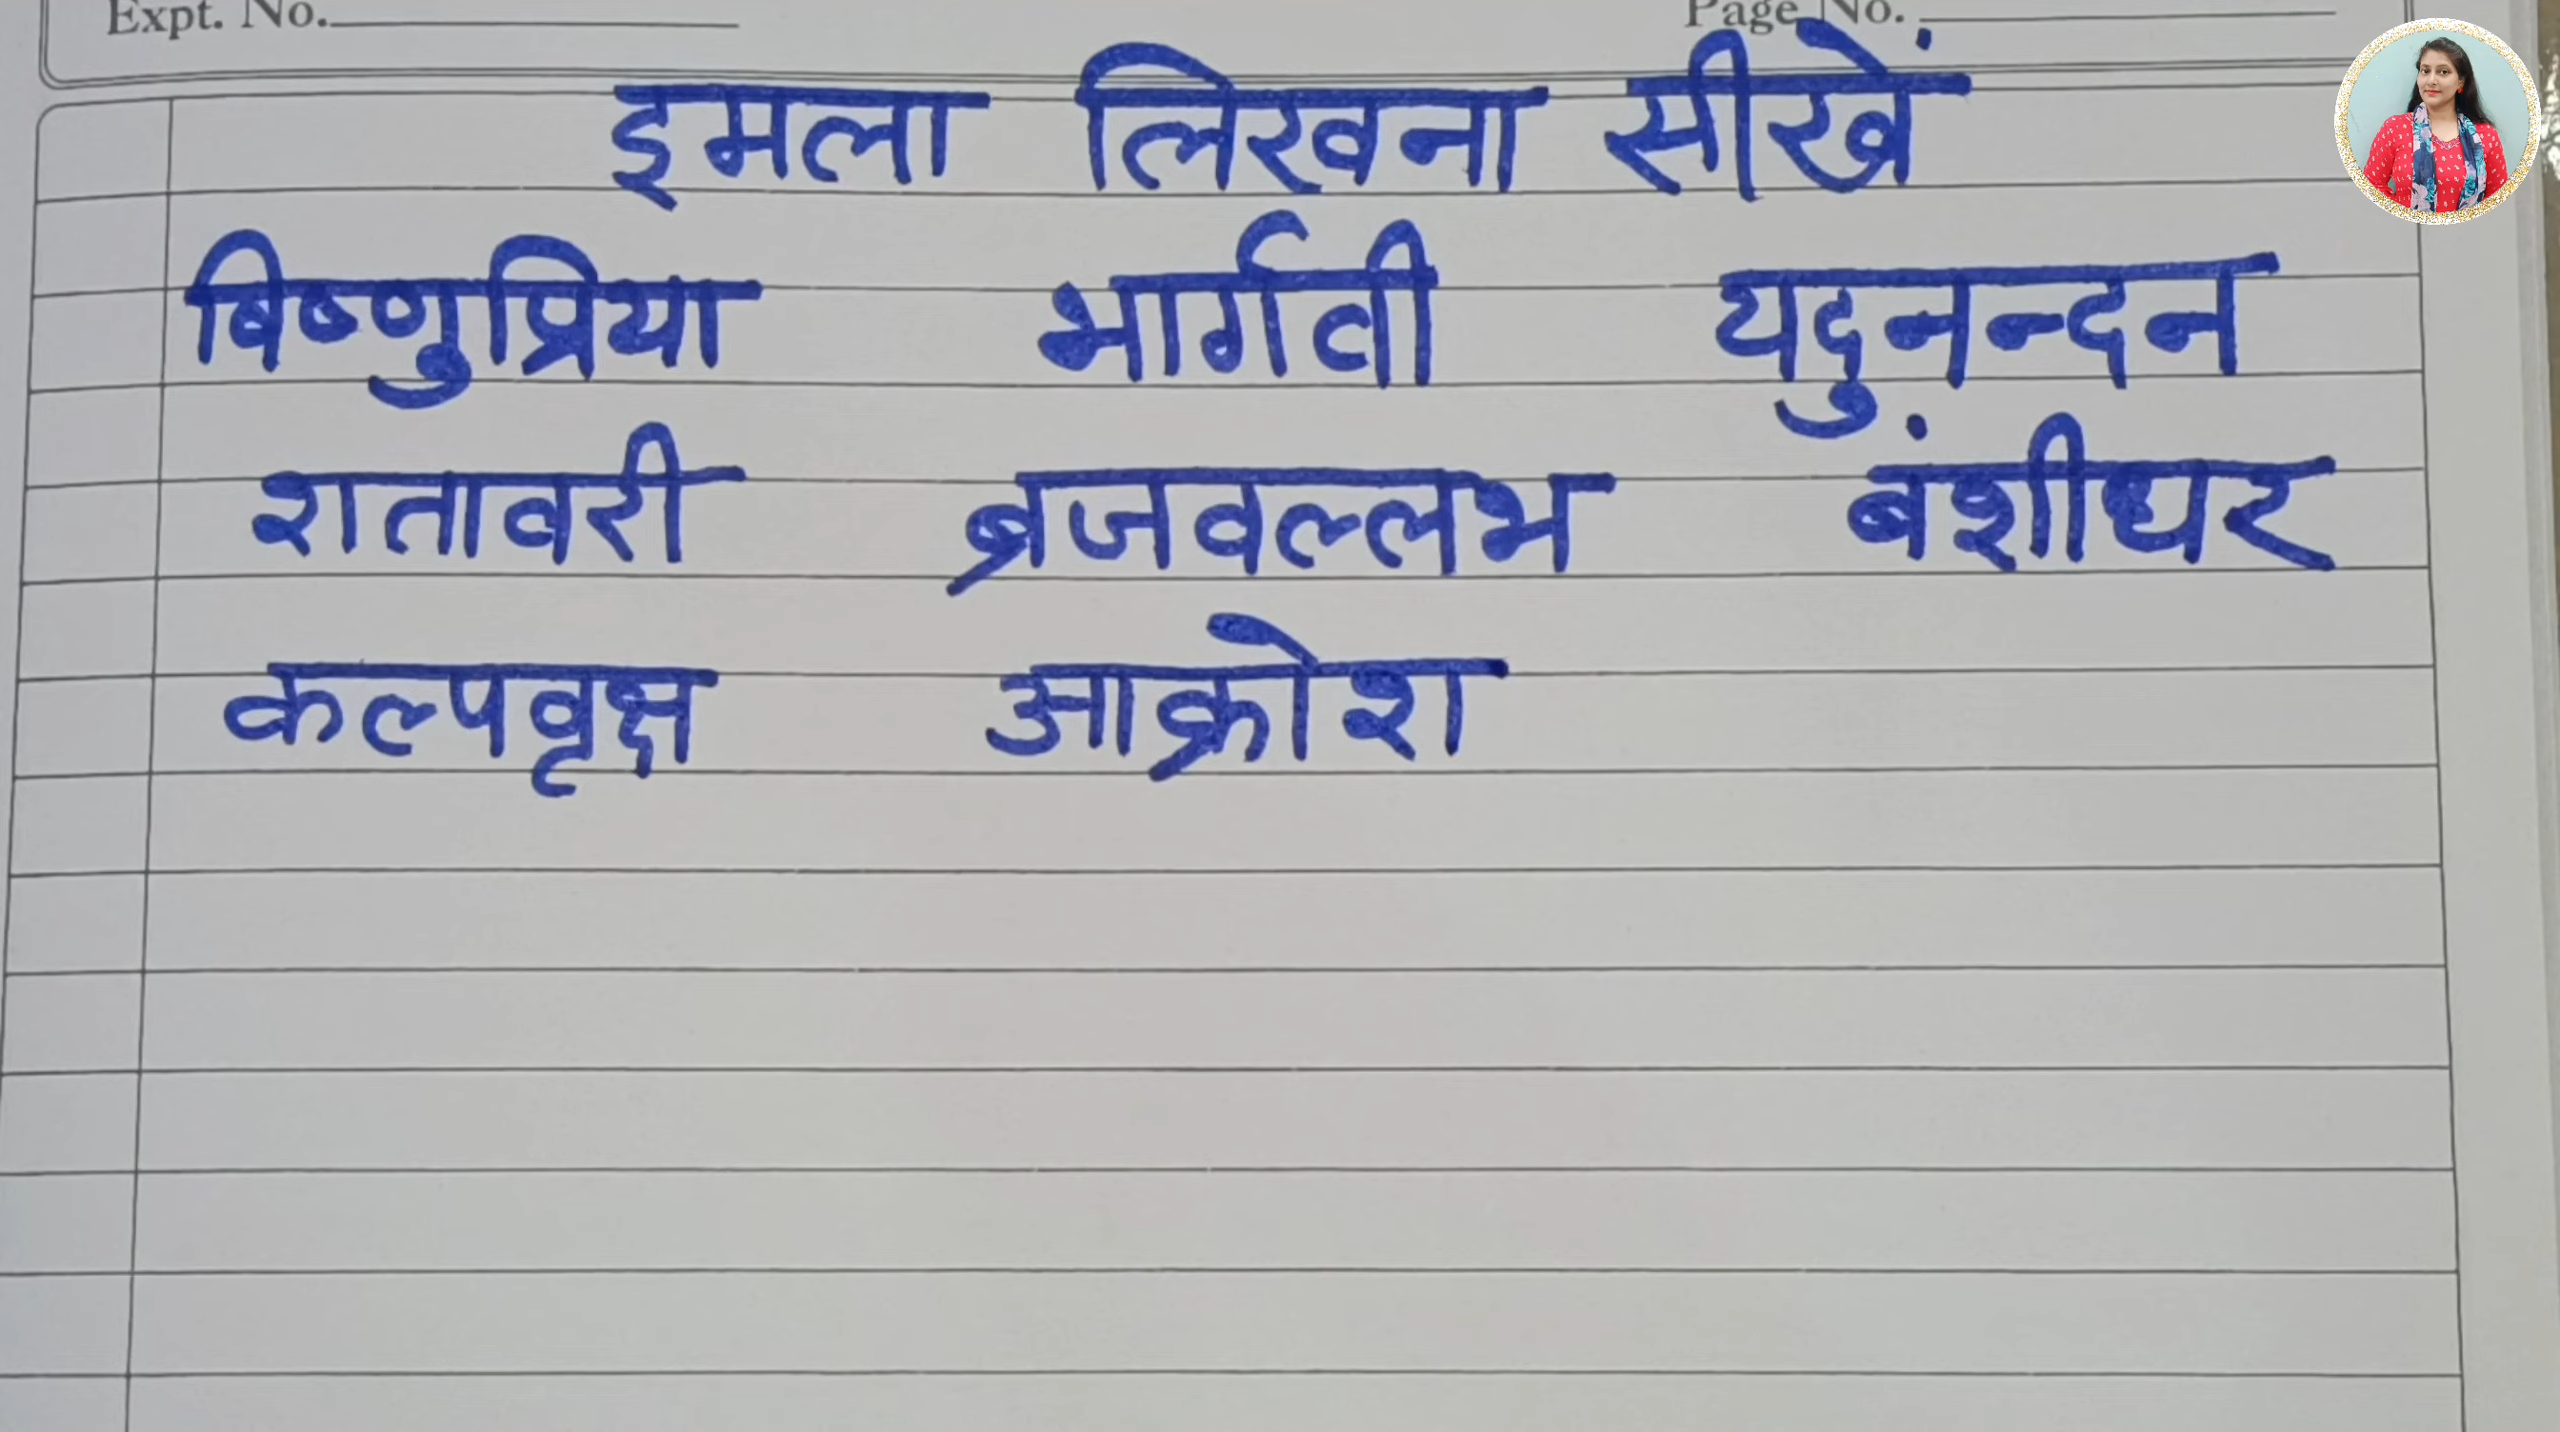 Expt. No. Page No.
इमला लिखना सीखें
विष्णुप्रिया भार्गवी यदुनन्दन
शतावरी ब्रजवल्लभ बंशीधर
कल्पवृक्ष आक्रोश